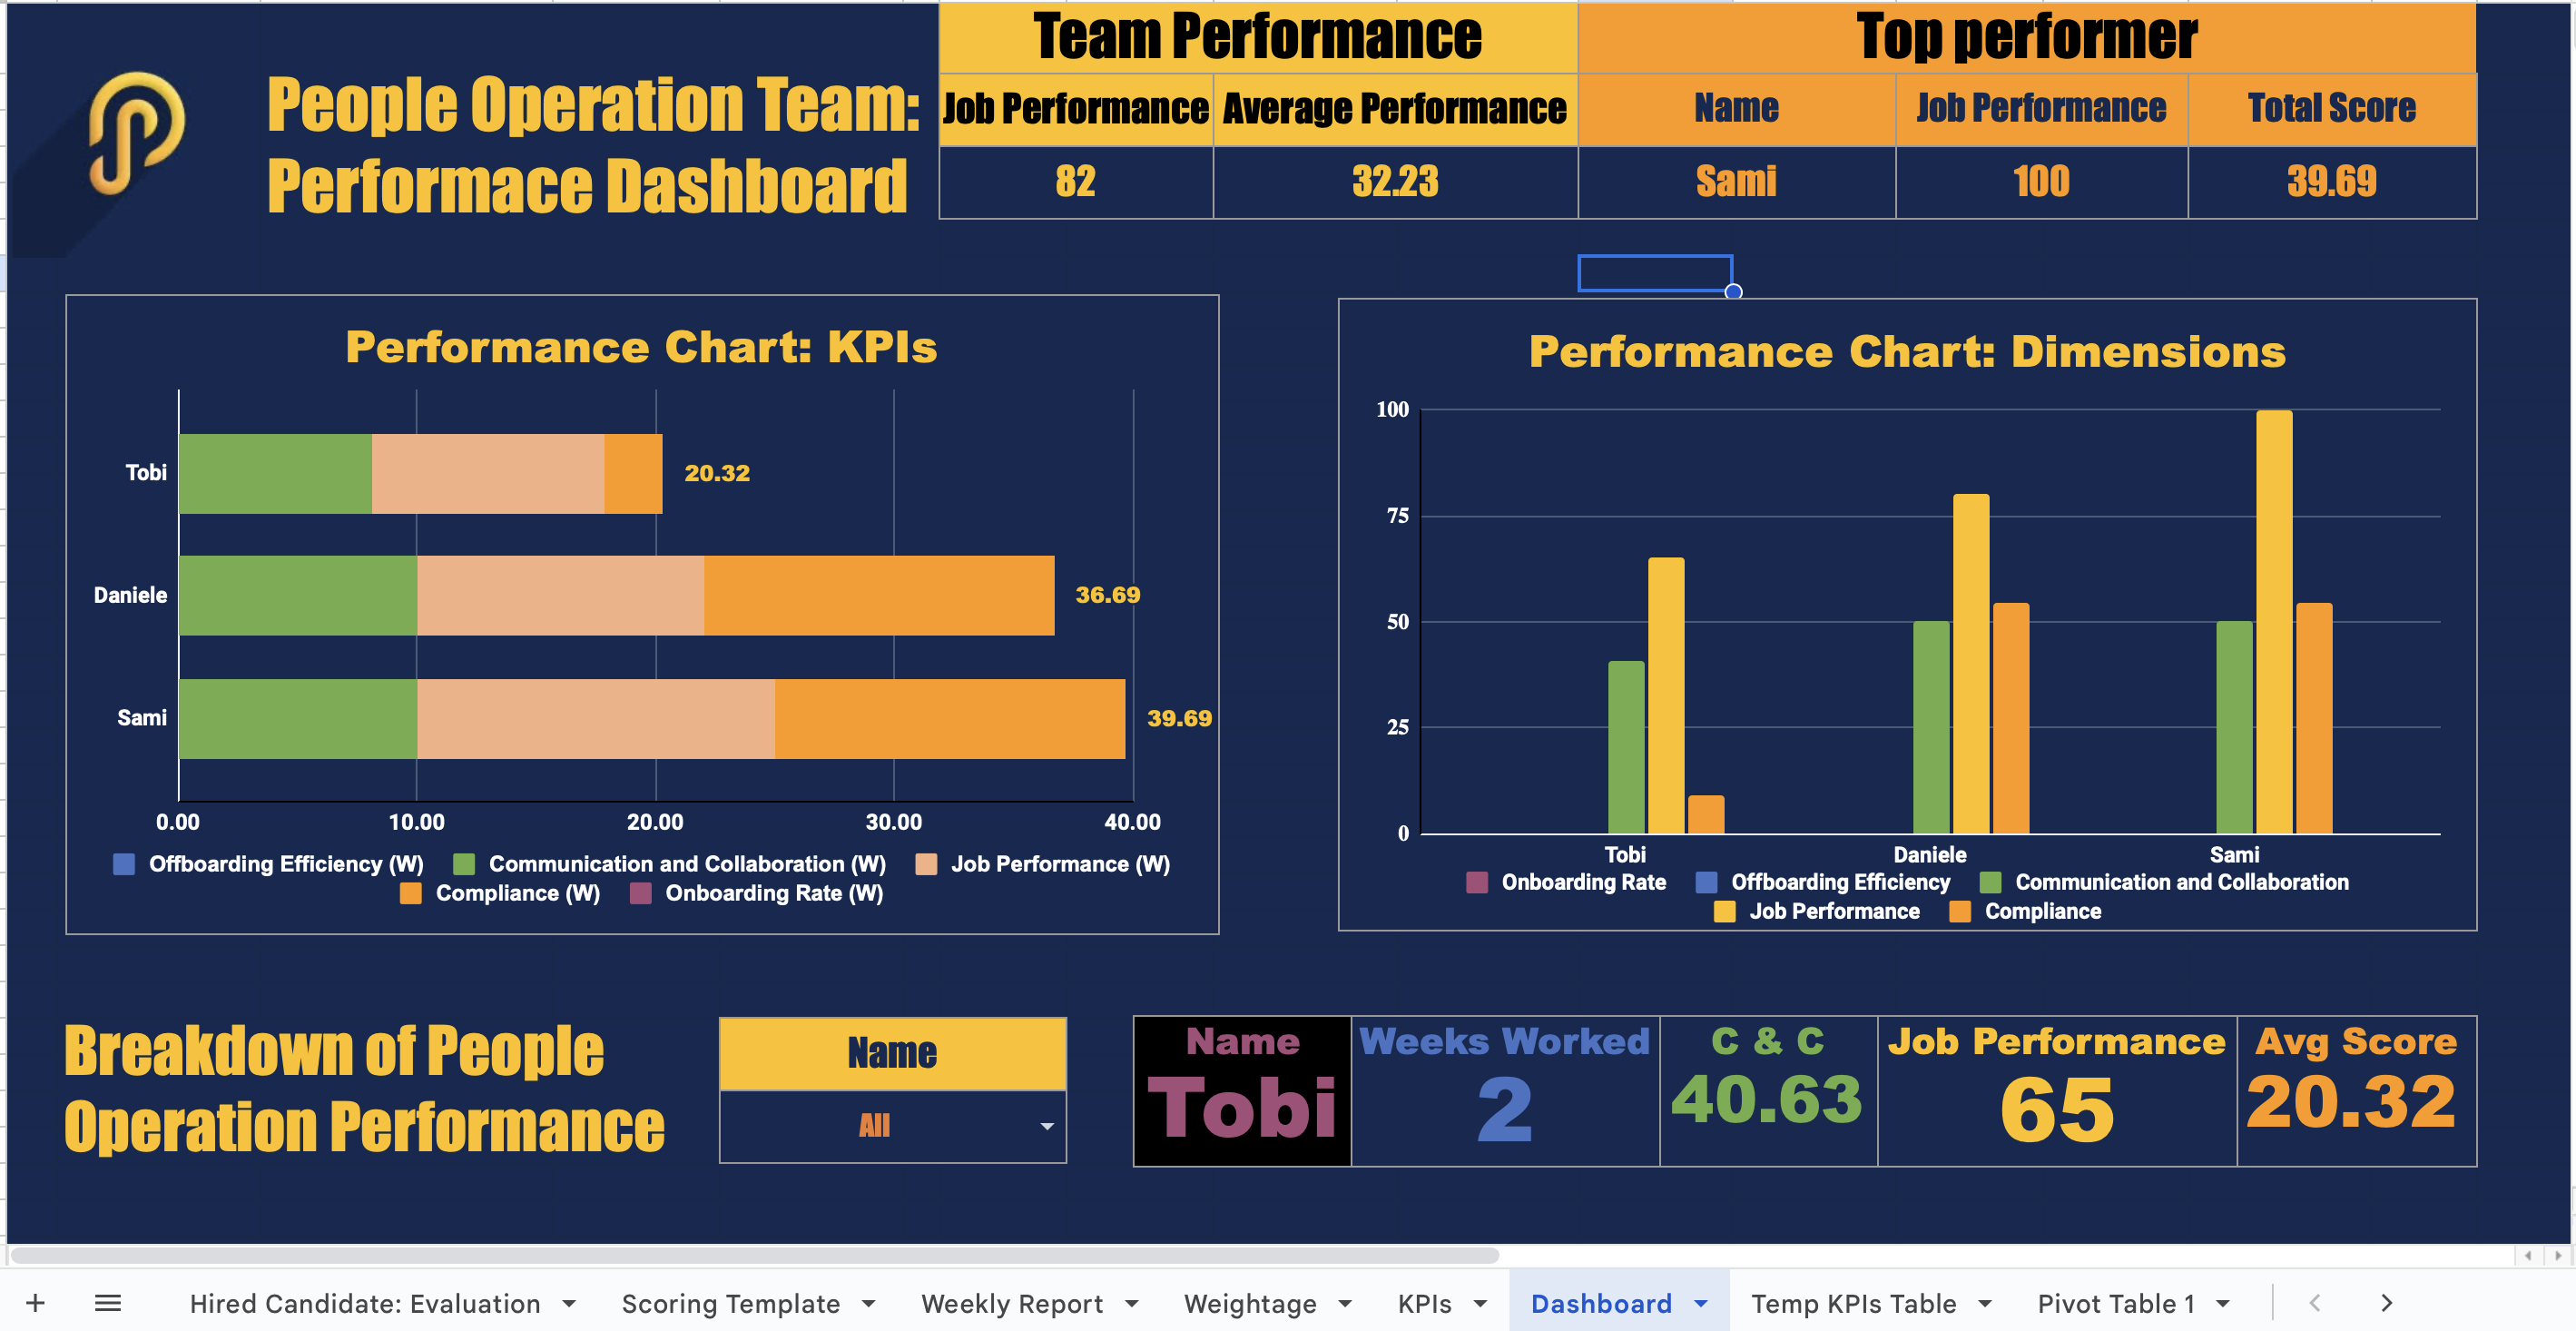 People Operation Team:
Performace Dashboard
Team Performance
Top performer
Job Performance
Average Performance
Name
Job Performance
Total Score
82
32.23
Sami
100
39.69
Performance Chart: KPIs
Tobi
20.32
Daniele
36.69
Sami
39.69
0.00
10.00
20.00
30.00
40.00
Offboarding Efficiency (W)
Communication and Collaboration (W)
Job Performance (W)
Compliance (W)
Onboarding Rate (W)
Performance Chart: Dimensions
100
75
50
25
0
Tobi
Daniele
Sami
Onboarding Rate
Offboarding Efficiency
Communication and Collaboration
Job Performance
Compliance
Breakdown of People
Operation Performance
Name
All
Name
Tobi
Weeks Worked
2
C & C
40.63
Job Performance
65
Avg Score
20.32
Hired Candidate: Evaluation
Scoring Template
Weekly Report
Weightage
KPIs
Dashboard
Temp KPIs Table
Pivot Table 1